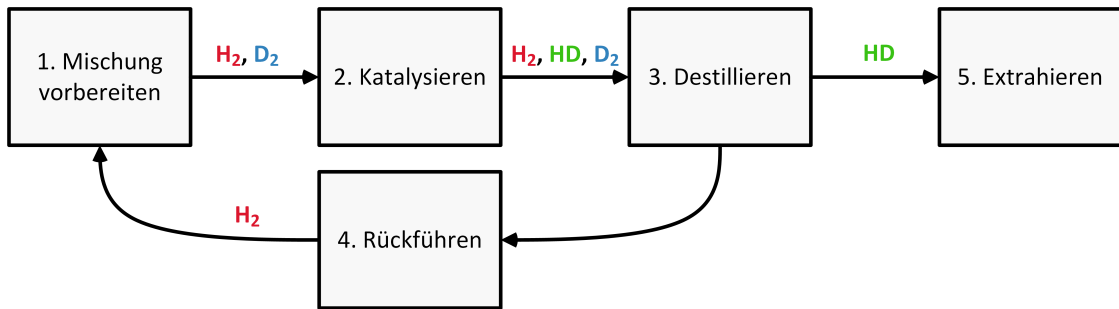 1. Mischung
vorbereiten
H₂, D₂
2. Katalysieren
H₂, HD, D₂
3. Destillieren
HD
5. Extrahieren
H₂
4. Rückführen